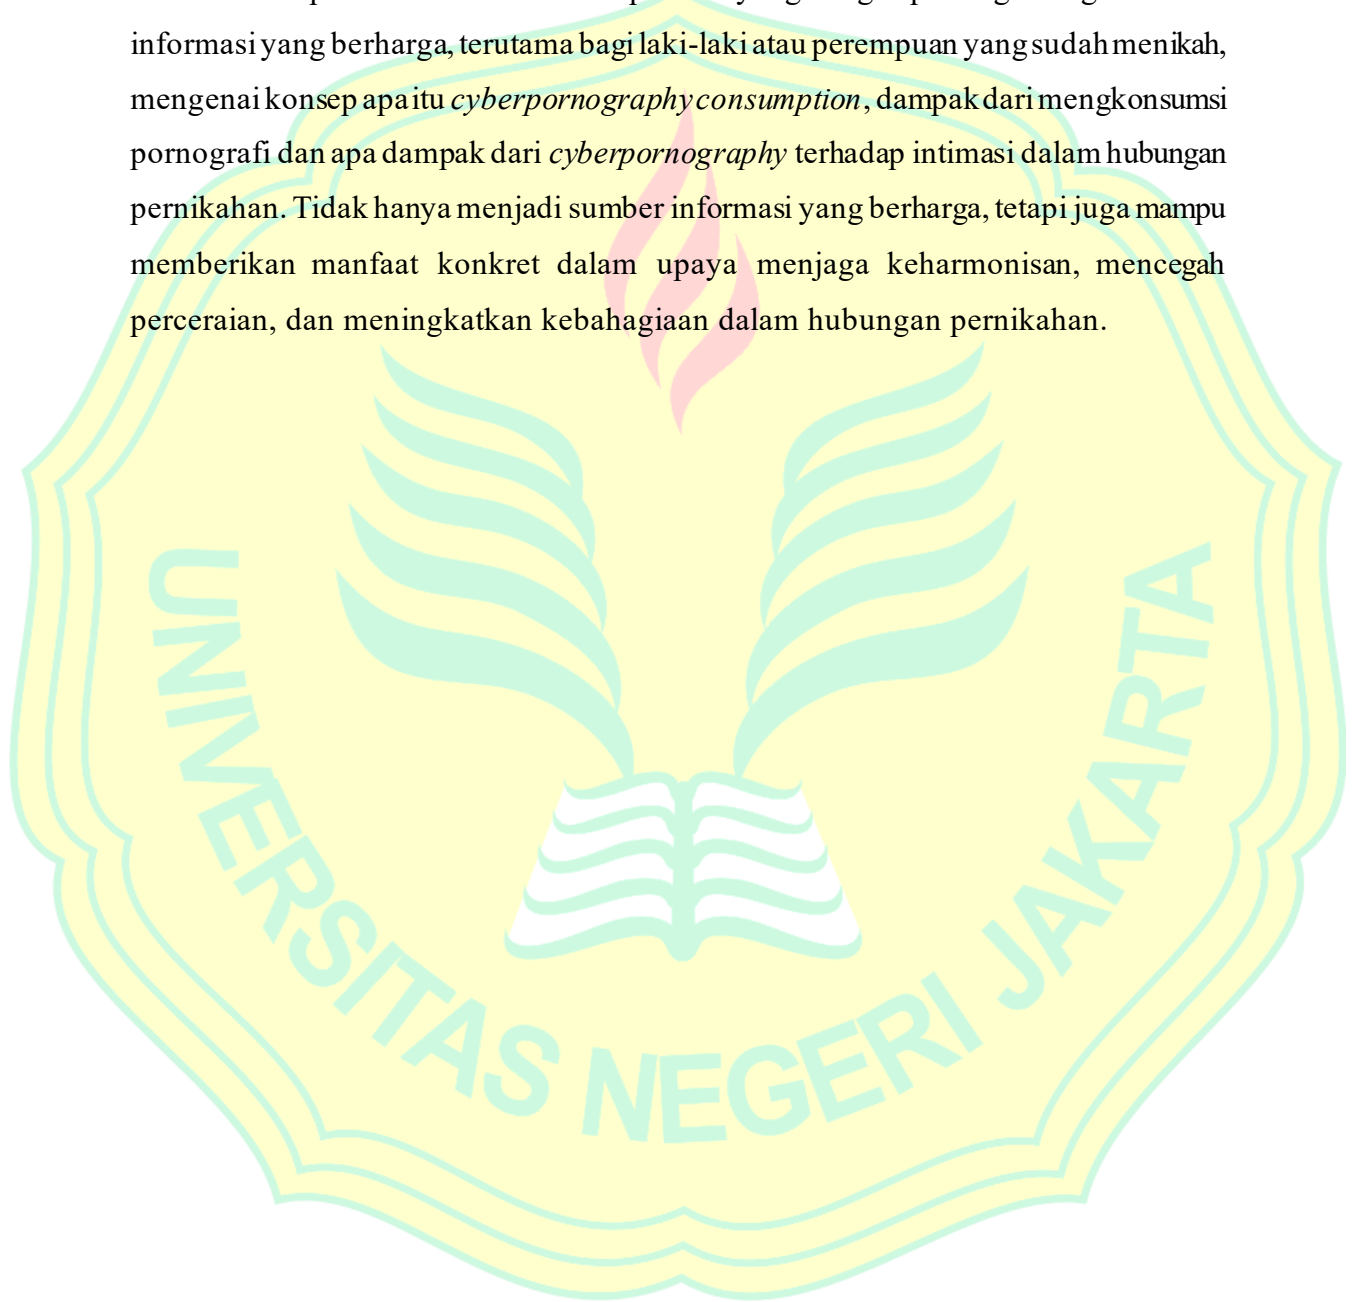 informasi yang berharga, terutama bagi laki-laki atau perempuan yang sudah menikah,
mengenai konsep apa itu cyberpornography consumption, dampak dari mengkonsumsi
pornografi dan apa dampak dari cyberpornography terhadap intimasi dalam hubungan
pernikahan. Tidak hanya menjadi sumber informasi yang berharga, tetapi juga mampu
memberikan manfaat konkret dalam upaya menjaga keharmonisan, mencegah
perceraian, dan meningkatkan kebahagiaan dalam hubungan pernikahan.
UNIVERSITAS NEGERI JAKARTA